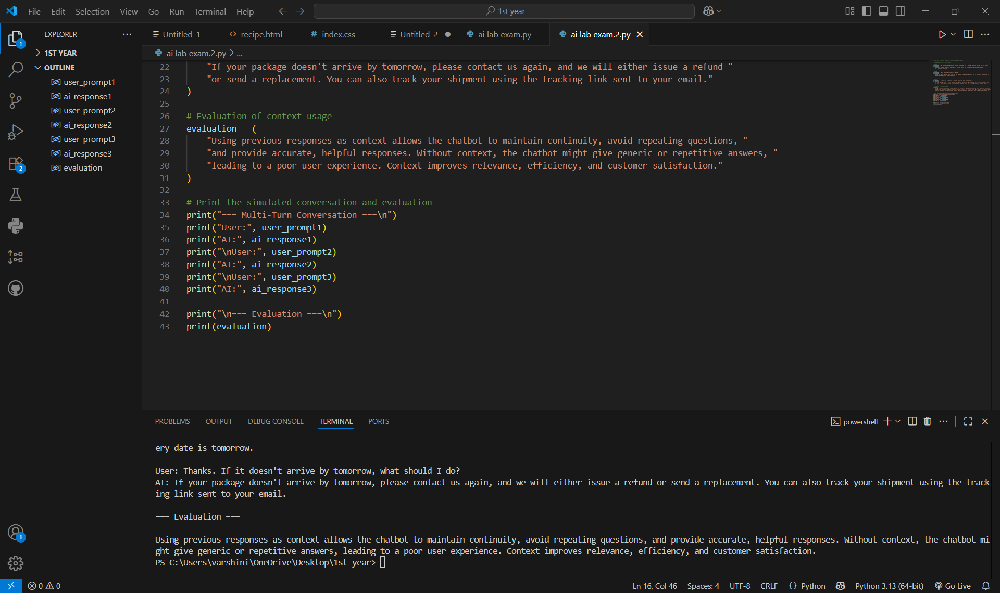 File Edit Selection View Go Run Terminal Help
1st year
EXPLORER
1ST YEAR
OUTLINE
user_prompt1
ai_response1
user_prompt2
ai_response2
user_prompt3
ai_response3
evaluation
1
2
1
Untitled-1 recipe.html # index.css Untitled-2 ai lab exam.py ai lab exam.2.py
ai lab exam.2.py > ...
22 "If your package doesn't arrive by tomorrow, please contact us again, and we will either issue a refund "
23 "or send a replacement. You can also track your shipment using the tracking link sent to your email."
24 )
25
26 # Evaluation of context usage
27 evaluation = (
28 "Using previous responses as context allows the chatbot to maintain continuity, avoid repeating questions, "
29 "and provide accurate, helpful responses. Without context, the chatbot might give generic or repetitive answers, "
30 "leading to a poor user experience. Context improves relevance, efficiency, and customer satisfaction."
31 )
32
33 # Print the simulated conversation and evaluation
34 print("=== Multi-Turn Conversation ===\n")
35 print("User:", user_prompt1)
36 print("AI:", ai_response1)
37 print("\nUser:", user_prompt2)
38 print("AI:", ai_response2)
39 print("\nUser:", user_prompt3)
40 print("AI:", ai_response3)
41
42 print("\n=== Evaluation ===\n")
43 print(evaluation)
PROBLEMS OUTPUT DEBUG CONSOLE TERMINAL PORTS
powershell
ery date is tomorrow.
User: Thanks. If it doesn’t arrive by tomorrow, what should I do?
AI: If your package doesn't arrive by tomorrow, please contact us again, and we will either issue a refund or send a replacement. You can also track your shipment using the track
ing link sent to your email.
=== Evaluation ===
Using previous responses as context allows the chatbot to maintain continuity, avoid repeating questions, and provide accurate, helpful responses. Without context, the chatbot mi
ght give generic or repetitive answers, leading to a poor user experience. Context improves relevance, efficiency, and customer satisfaction.
PS C:\Users\varshini\OneDrive\Desktop\1st year>
0 0 Ln 16, Col 46 Spaces: 4 UTF-8 CRLF {} Python Python 3.13 (64-bit) Go Live